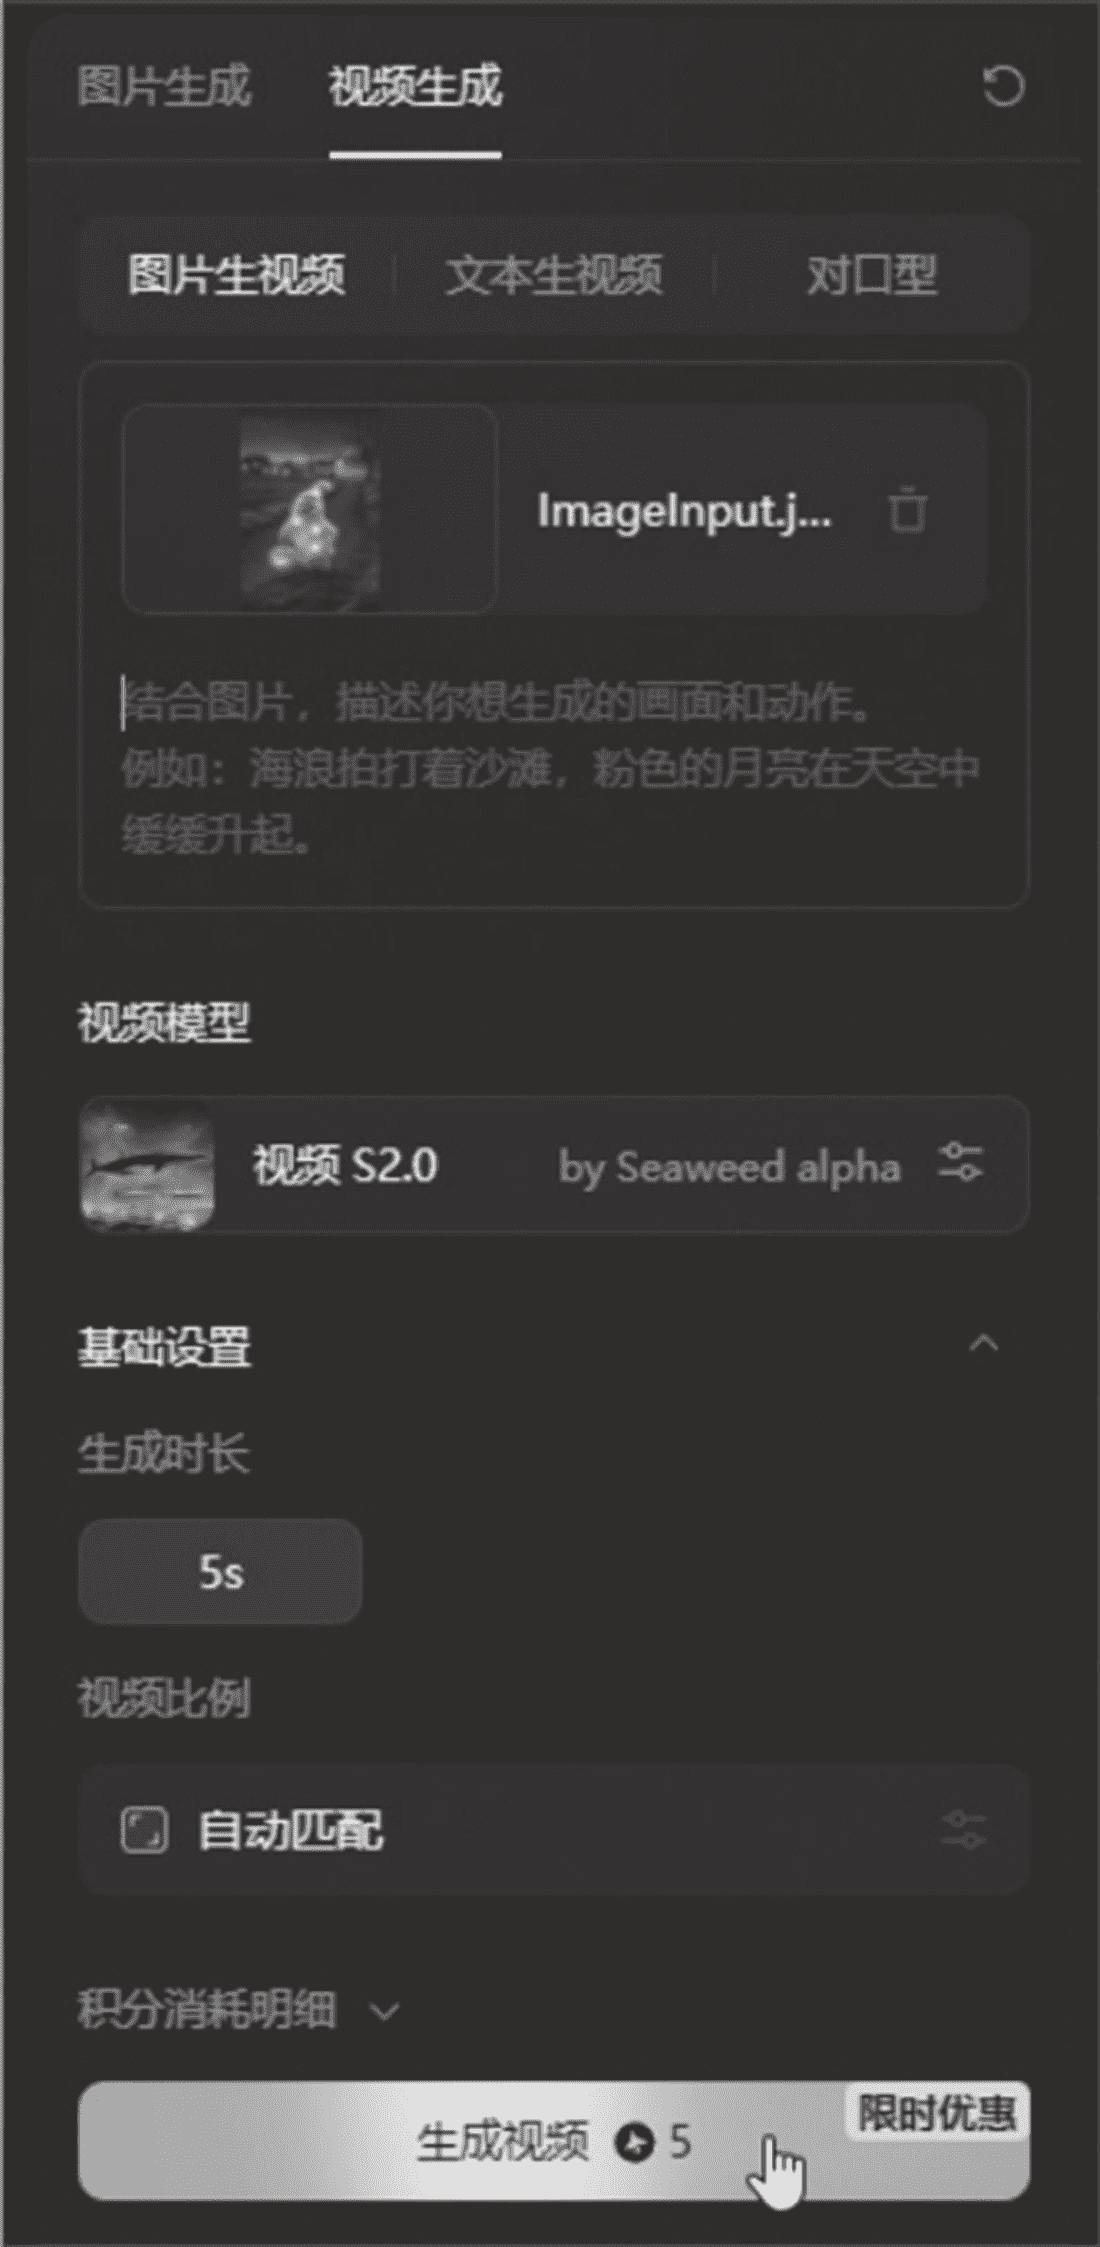 图片生成 视频生成
图片生视频 文本生视频 对口型
ImageInput.j...
结合图片，描述你想生成的画面和动作。
例如：海浪拍打着沙滩，粉色的月亮在天空中
缓缓升起。
视频模型
视频 S2.0 by Seaweed alpha
基础设置
生成时长
5s
视频比例
自动匹配
积分消耗明细
限时优惠
生成视频 5